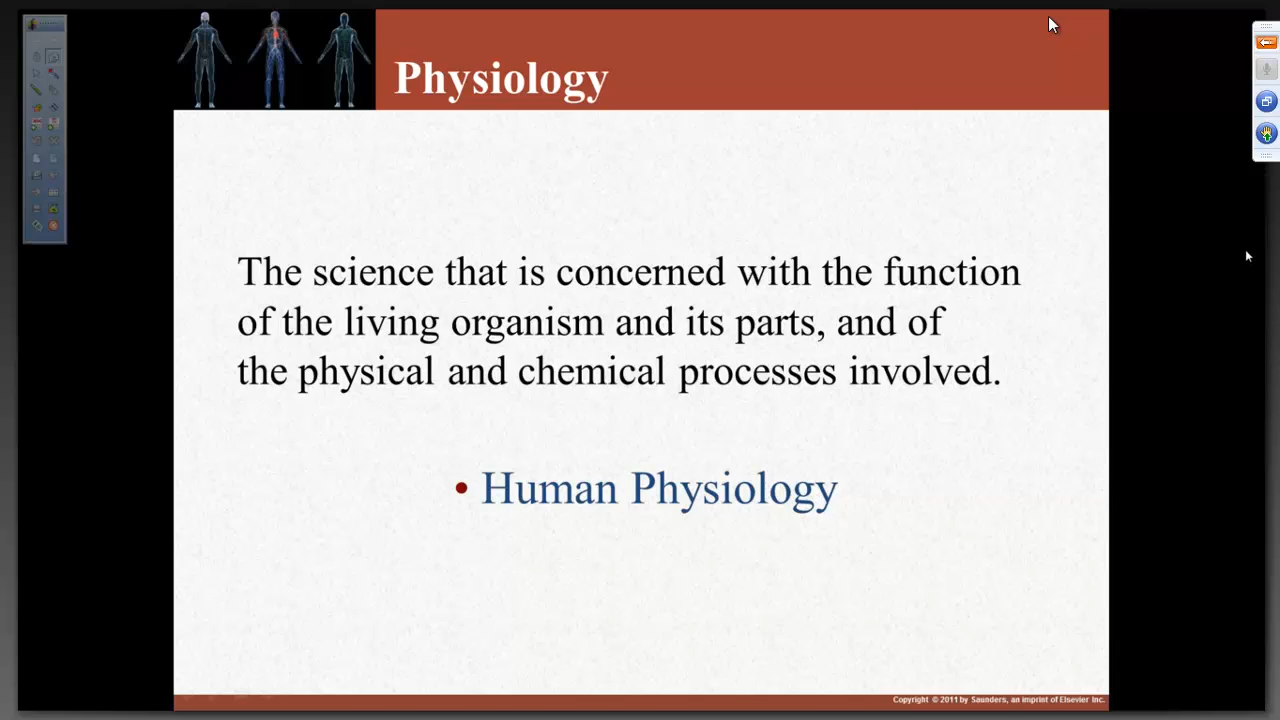 Physiology
The science that is concerned with the function
of the living organism and its parts, and of
the physical and chemical processes involved.
• Human Physiology
Copyright © 2011 by Saunders, an imprint of Elsevier Inc.